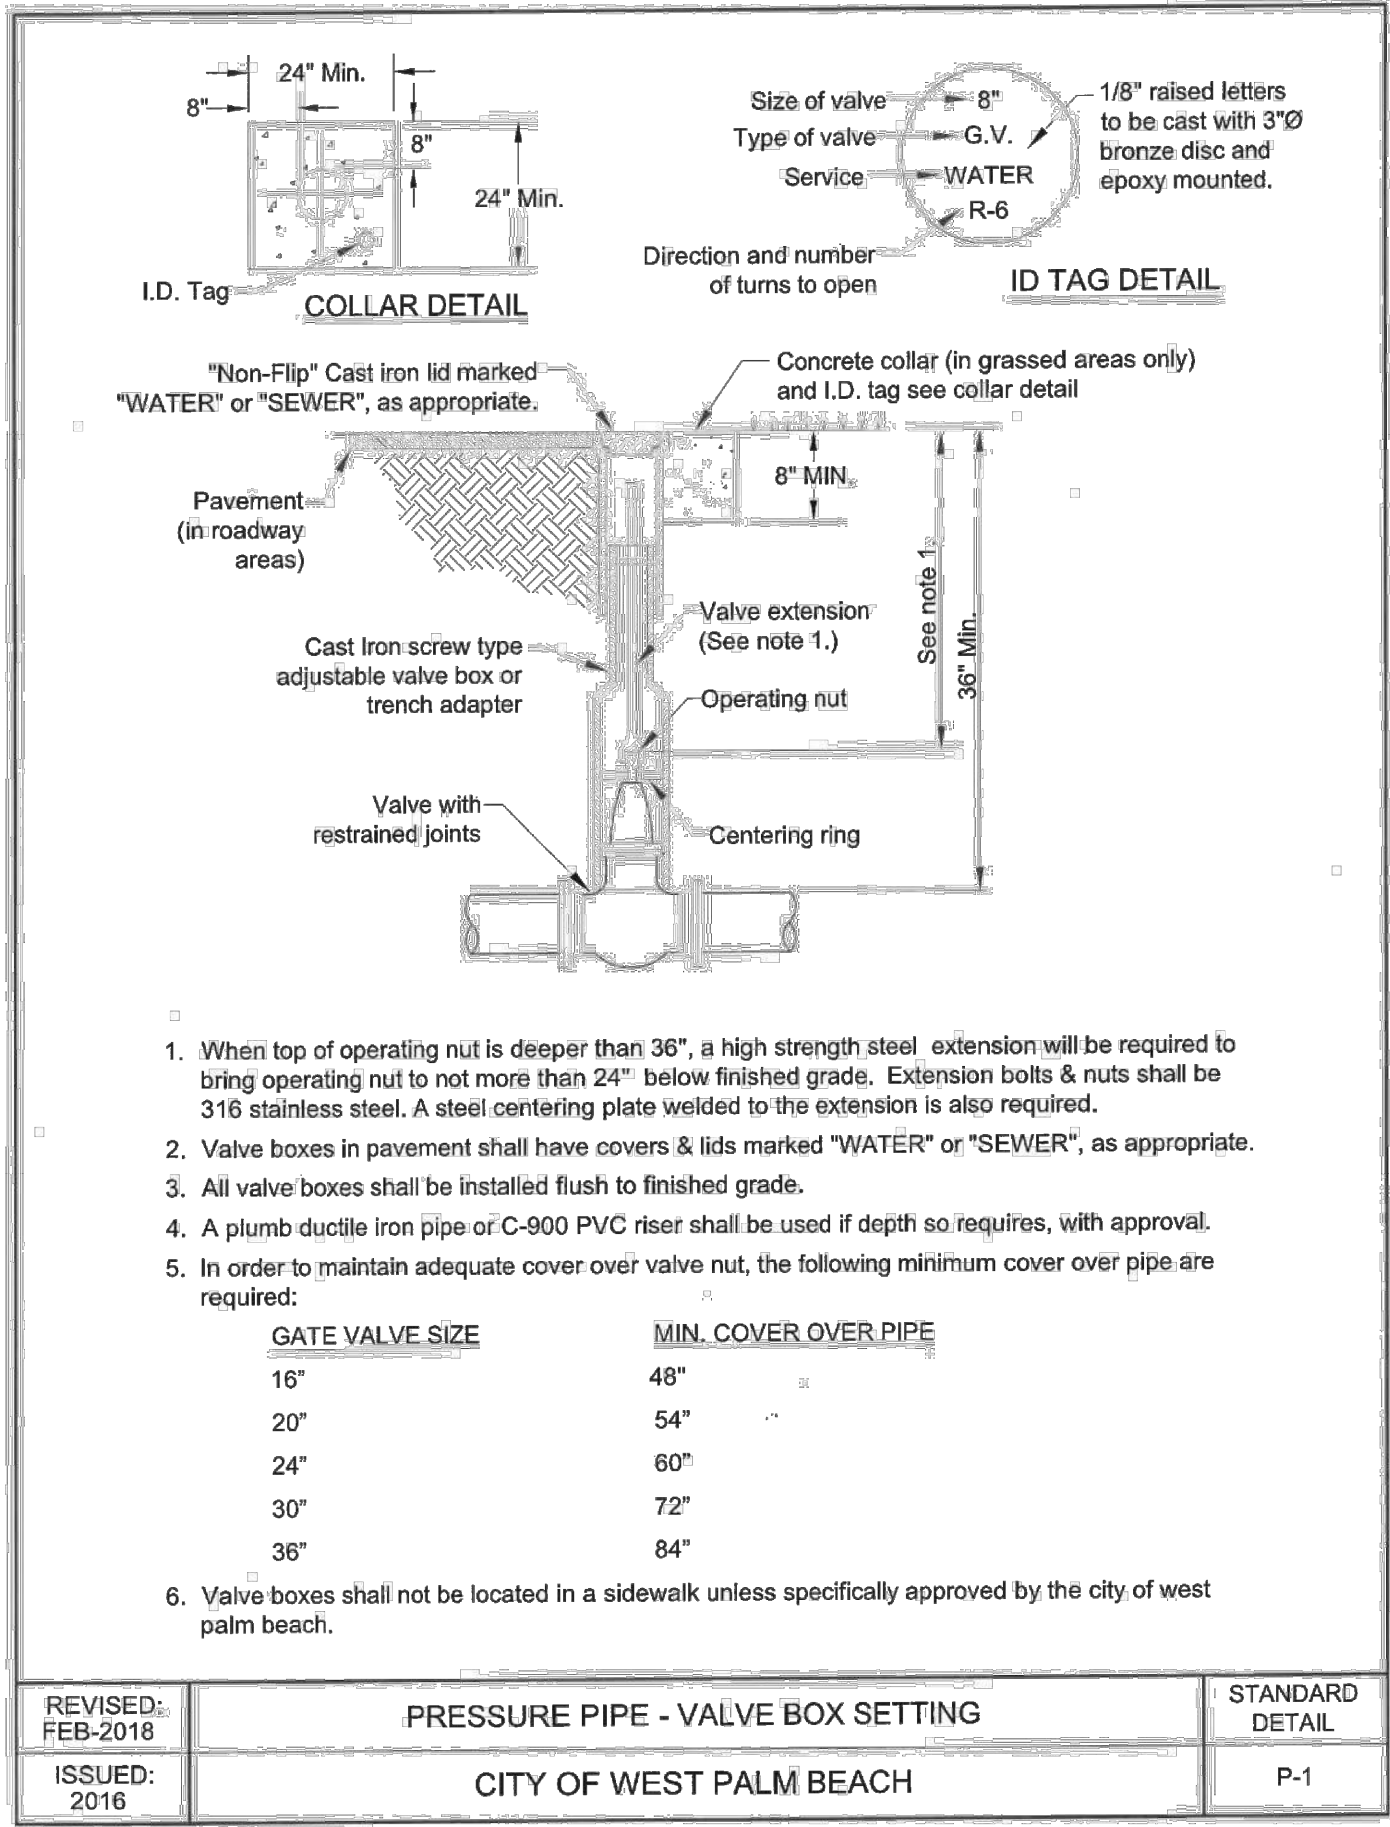 24" Min.
8"
8"
24" Min.
I.D. Tag
COLLAR DETAIL
Size of valve
8"
Type of valve
G.V.
Service
WATER
R-6
Direction and number
of turns to open
1/8" raised letters
to be cast with 3"Ø
bronze disc and
epoxy mounted.
ID TAG DETAIL
"Non-Flip" Cast iron lid marked
"WATER" or "SEWER", as appropriate.
Concrete collar (in grassed areas only)
and I.D. tag see collar detail
8" MIN.
Pavement
(in roadway
areas)
See note 1.
36" Min.
Valve extension
(See note 1.)
Cast Iron screw type
adjustable valve box or
trench adapter
Operating nut
Valve with
restrained joints
Centering ring
1. When top of operating nut is deeper than 36", a high strength steel extension will be required to
bring operating nut to not more than 24" below finished grade. Extension bolts & nuts shall be
316 stainless steel. A steel centering plate welded to the extension is also required.
2. Valve boxes in pavement shall have covers & lids marked "WATER" or "SEWER", as appropriate.
3. All valve boxes shall be installed flush to finished grade.
4. A plumb ductile iron pipe or C-900 PVC riser shall be used if depth so requires, with approval.
5. In order to maintain adequate cover over valve nut, the following minimum cover over pipe are
required:
GATE VALVE SIZE MIN. COVER OVER PIPE
16” 48"
20” 54”
24” 60”
30” 72”
36” 84”
6. Valve boxes shall not be located in a sidewalk unless specifically approved by the city of west
palm beach.
REVISED:
FEB-2018
PRESSURE PIPE - VALVE BOX SETTING
STANDARD
DETAIL
ISSUED:
2016
CITY OF WEST PALM BEACH
P-1